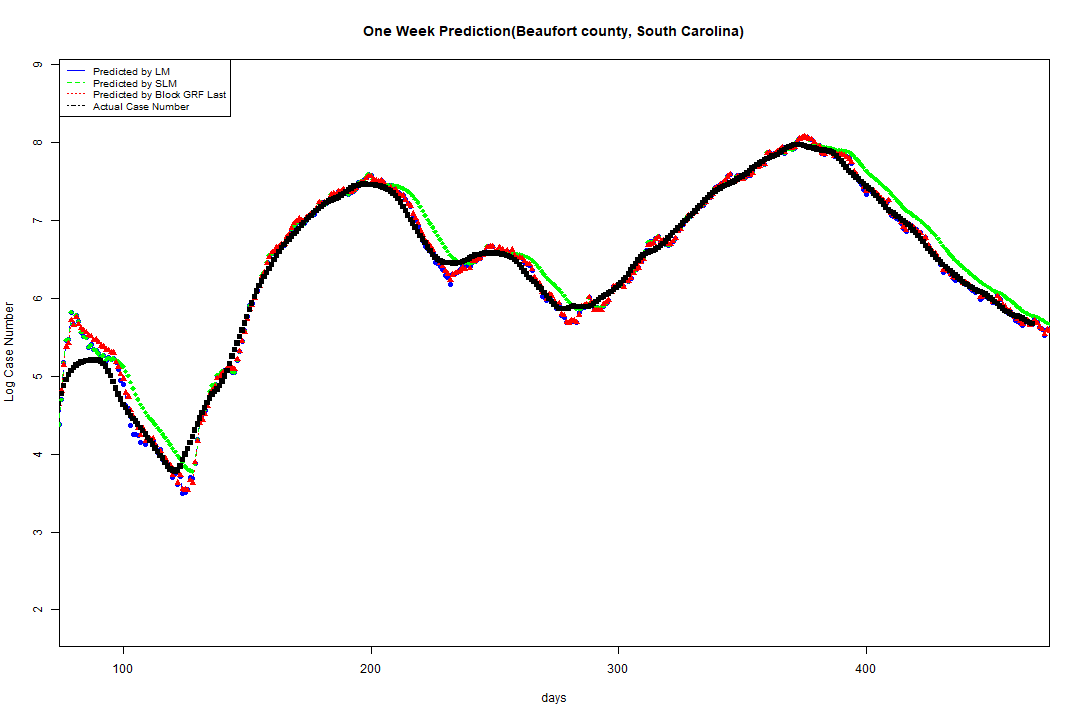 One Week Prediction(Beaufort county, South Carolina)
Predicted by LM
Predicted by SLM
Predicted by Block GRF Last
Actual Case Number
Log Case Number
9
8
7
6
5
4
3
2
100
200
300
400
days